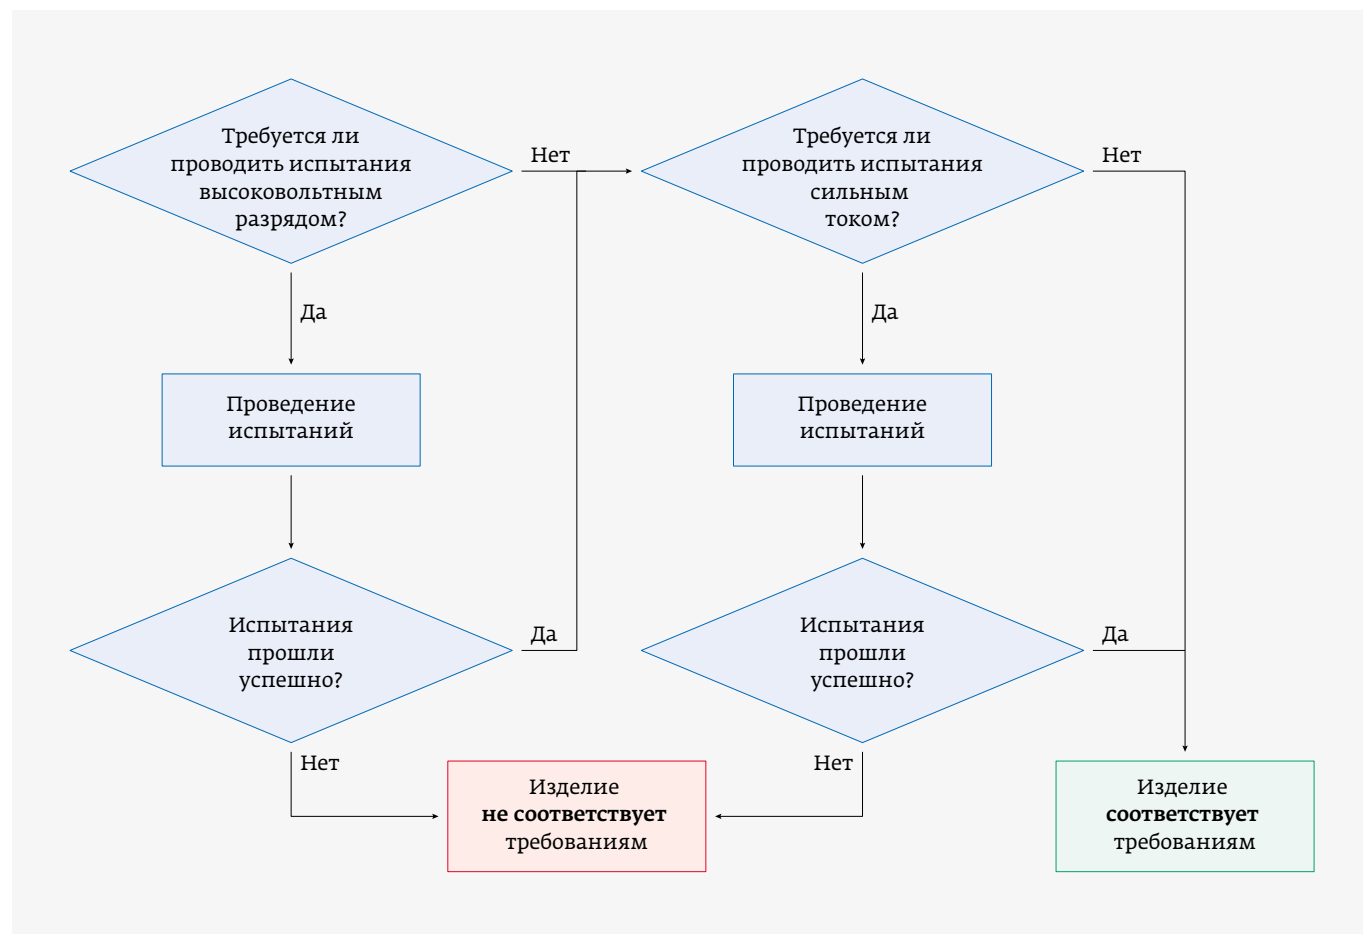 Требуется ли
проводить испытания
высоковольтным
разрядом?
Нет
Требуется ли
проводить испытания
сильным
током?
Нет
Да
Да
Проведение
испытаний
Проведение
испытаний
Испытания
прошли
успешно?
Да
Испытания
прошли
успешно?
Да
Нет
Нет
Изделие
не соответствует
требованиям
Изделие
соответствует
требованиям